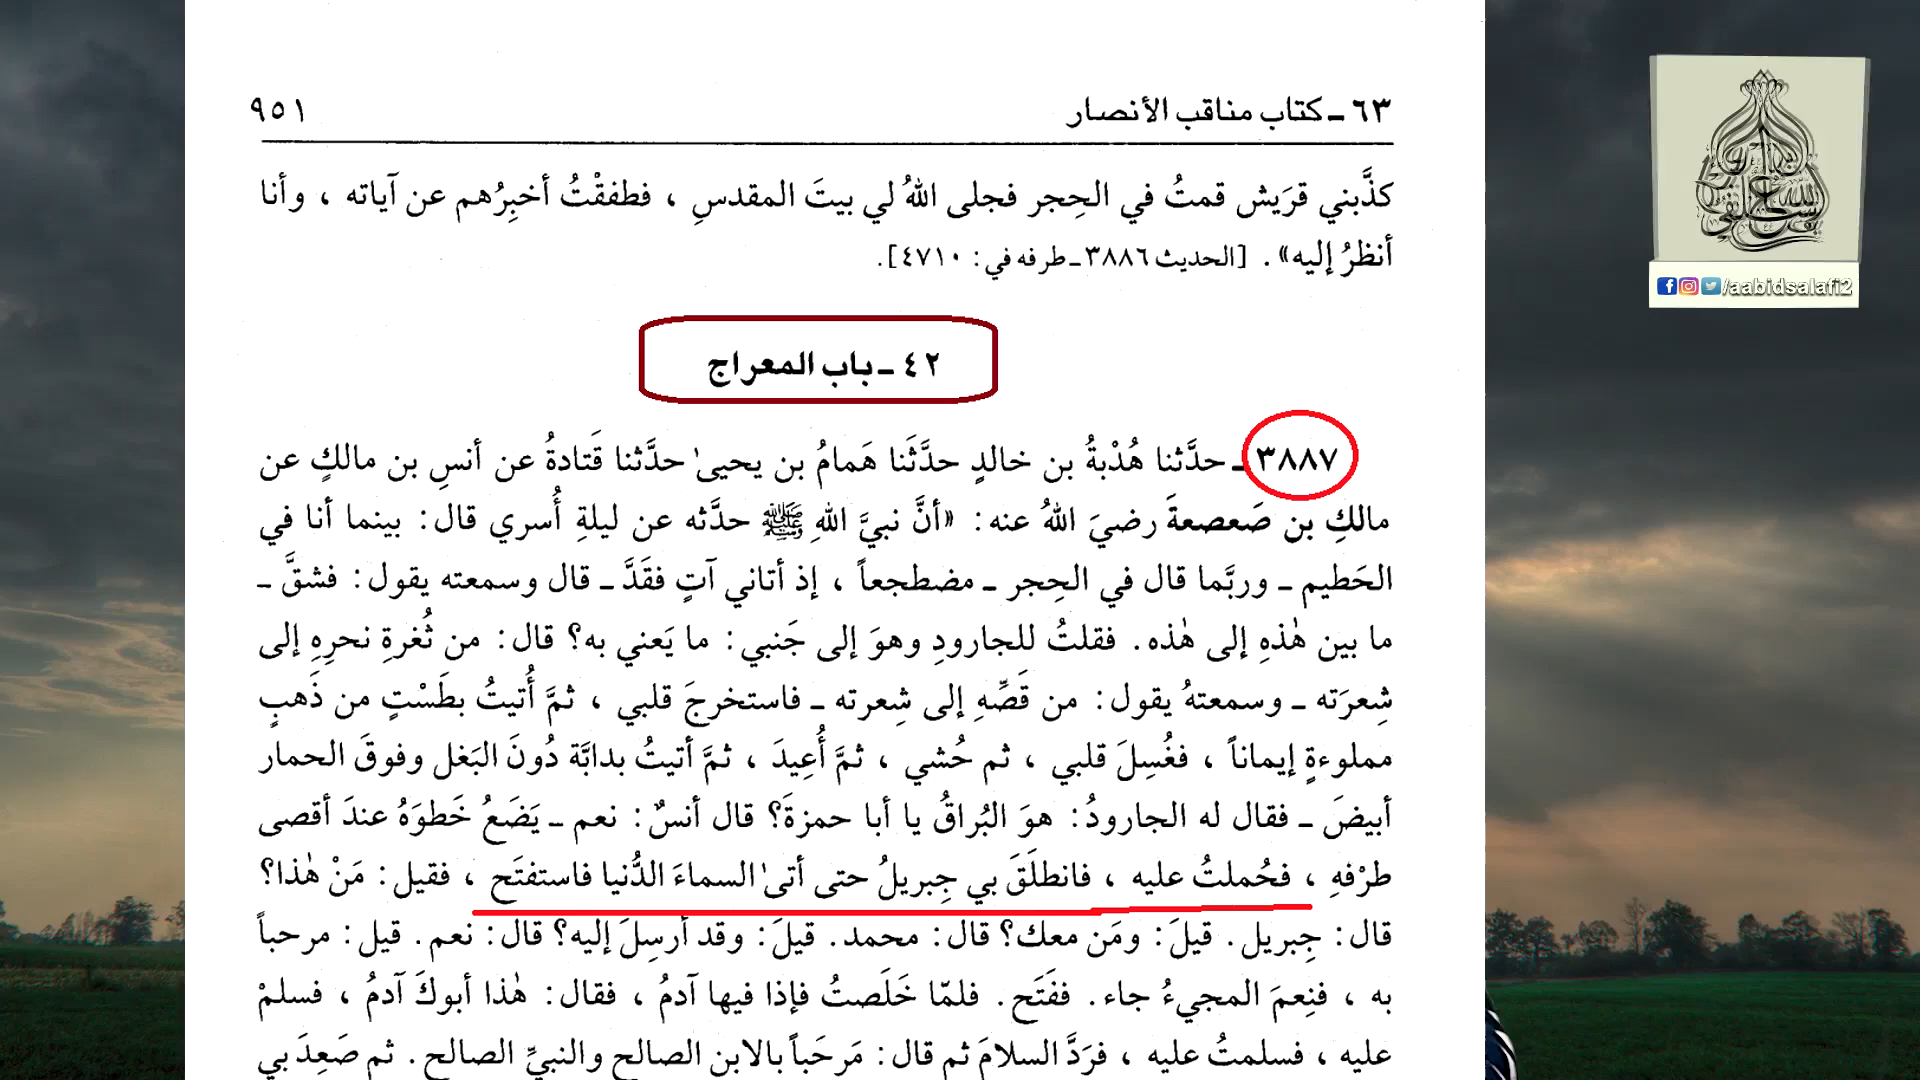 ٦٣ ـ كتاب مناقب الأنصار
٩٥١
كذَّبني قرَيش قمتُ في الحِجر فجلى اللهُ لي بيتَ المقدسِ ، فطفقْتُ أخبِرُهم عن آياته ، وأنا
أنظرُ إليه» . [الحديث ٣٨٨٦ ـ طرفه في : ٤٧١٠].
٤٢ ـ باب المعراج
٣٨٨٧ ـ حدَّثنا هُدْبةُ بن خالدٍ حدَّثَنا هَمامُ بن يحيىٰ حدَّثنا قَتادةُ عن أنسِ بن مالكٍ عن
مالكِ بن صَعصعةَ رضيَ اللهُ عنه : «أنَّ نبيَّ اللهِ ﷺ حدَّثه عن ليلةِ أُسري قال : بينما أنا في
الحَطيم ـ وربَّما قال في الحِجر ـ مضطجعاً ، إذ أتاني آتٍ فقَدَّ ـ قال وسمعته يقول : فشقَّ ـ
ما بين هٰذهِ إلى هٰذه . فقلتُ للجارودِ وهوَ إلى جَنبي : ما يَعني به؟ قال : من ثُغرةِ نحرِهِ إلى
شِعرَته ـ وسمعتهُ يقول : من قَصِّهِ إلى شِعرته ـ فاستخرجَ قلبي ، ثمَّ أُتيتُ بطَسْتٍ من ذَهبٍ
مملوءةٍ إيماناً ، فغُسِلَ قلبي ، ثم حُشي ، ثمَّ أُعِيدَ ، ثمَّ أتيتُ بدابَّة دُونَ البَغل وفوقَ الحمار
أبيضَ ـ فقال له الجارودُ : هوَ البُراقُ يا أبا حمزةَ؟ قال أنسٌ : نعم ـ يَضَعُ خَطوَهُ عندَ أقصى
طرْفهِ ، فحُملتُ عليه ، فانطلَقَ بي جِبريلُ حتى أتىٰ السماءَ الدُّنيا فاستفتَح ، فقيل : مَنْ هٰذا؟
قال : جِبريل . قيلَ : ومَن معك؟ قال : محمد . قيلَ : وقد أرسِلَ إليه؟ قال : نعم . قيل : مرحباً
به ، فنِعمَ المجيءُ جاء . ففَتَح . فلمّا خَلَصتُ فإذا فيها آدمُ ، فقال : هٰذا أبوكَ آدمُ ، فسلمْ
عليه ، فسلمتُ عليه ، فرَدَّ السلامَ ثم قال : مَرحَباً بالابن الصالح والنبيِّ الصالح . ثم صَعِدَ بي
/aabidsalafi2